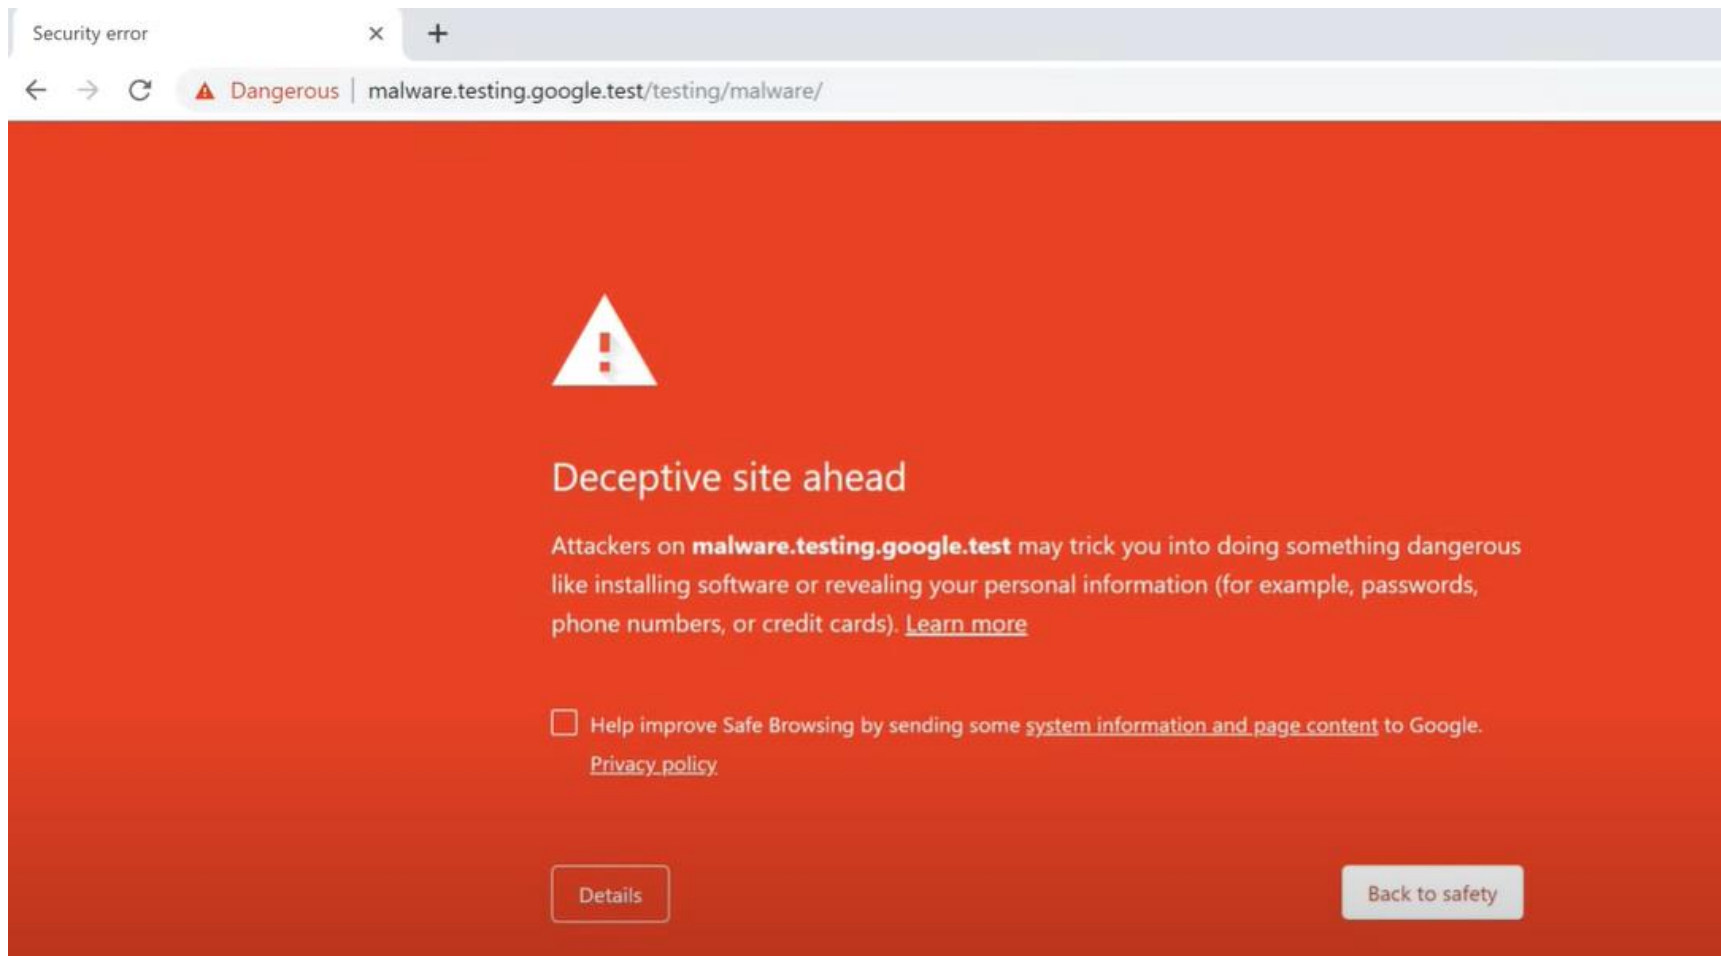 Security error
Dangerous | malware.testing.google.test/testing/malware/
Deceptive site ahead
Attackers on malware.testing.google.test may trick you into doing something dangerous
like installing software or revealing your personal information (for example, passwords,
phone numbers, or credit cards). Learn more
Help improve Safe Browsing by sending some system information and page content to Google.
Privacy policy
Details
Back to safety